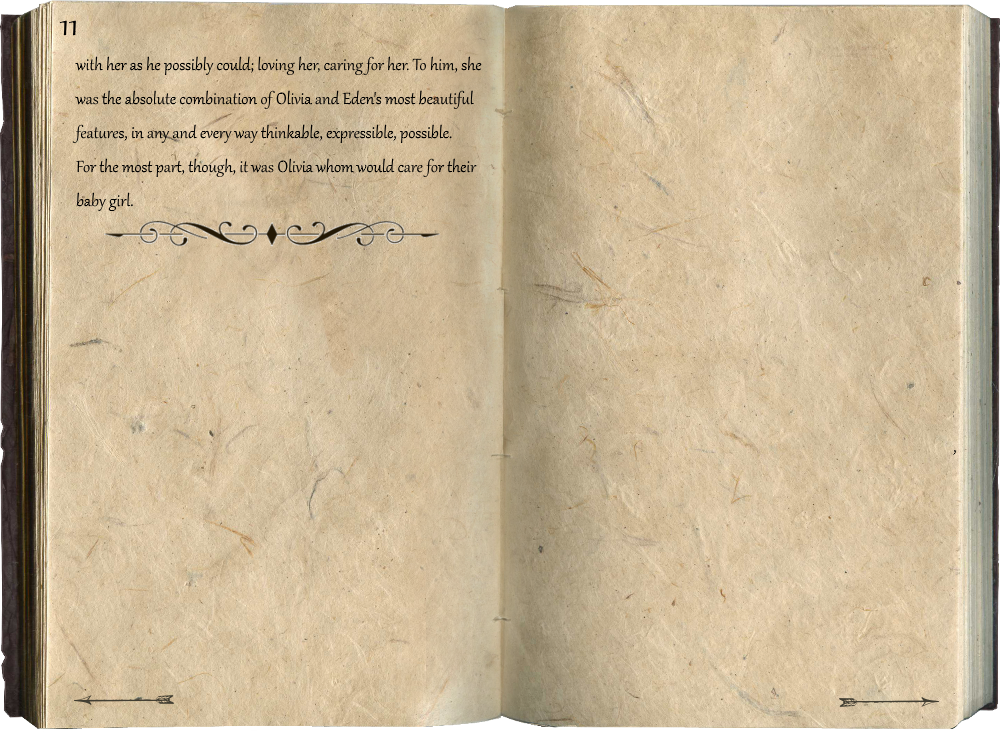 11
with her as he possibly could; loving her, caring for her. To him, she
was the absolute combination of Olivia and Eden's most beautiful
features, in any and every way thinkable, expressible, possible.
For the most part, though, it was Olivia whom would care for their
baby girl.